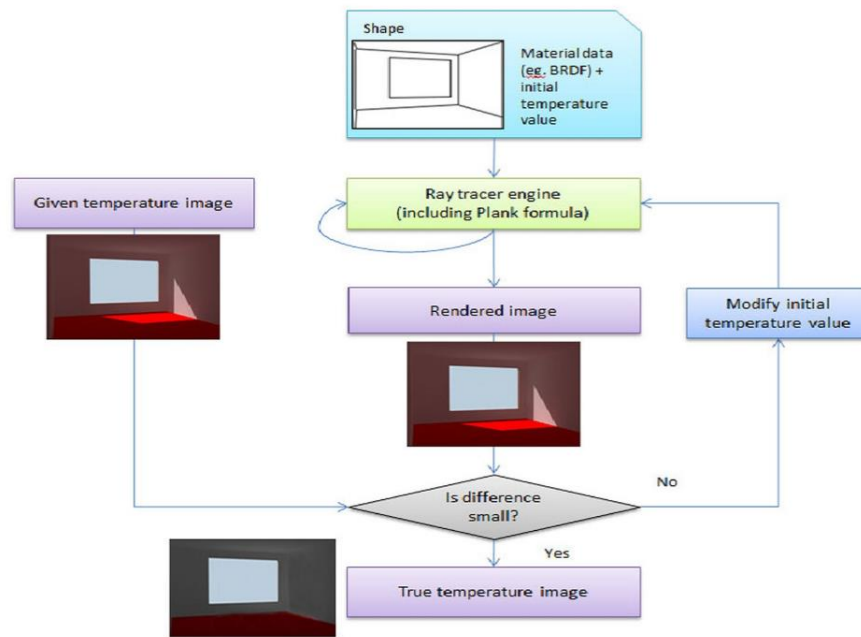 Shape
Material data
(eg. BRDF) +
initial
temperature
value
Given temperature image
Ray tracer engine
(including Plank formula)
Rendered image
Modify initial
temperature value
Is difference
small?
No
Yes
True temperature image